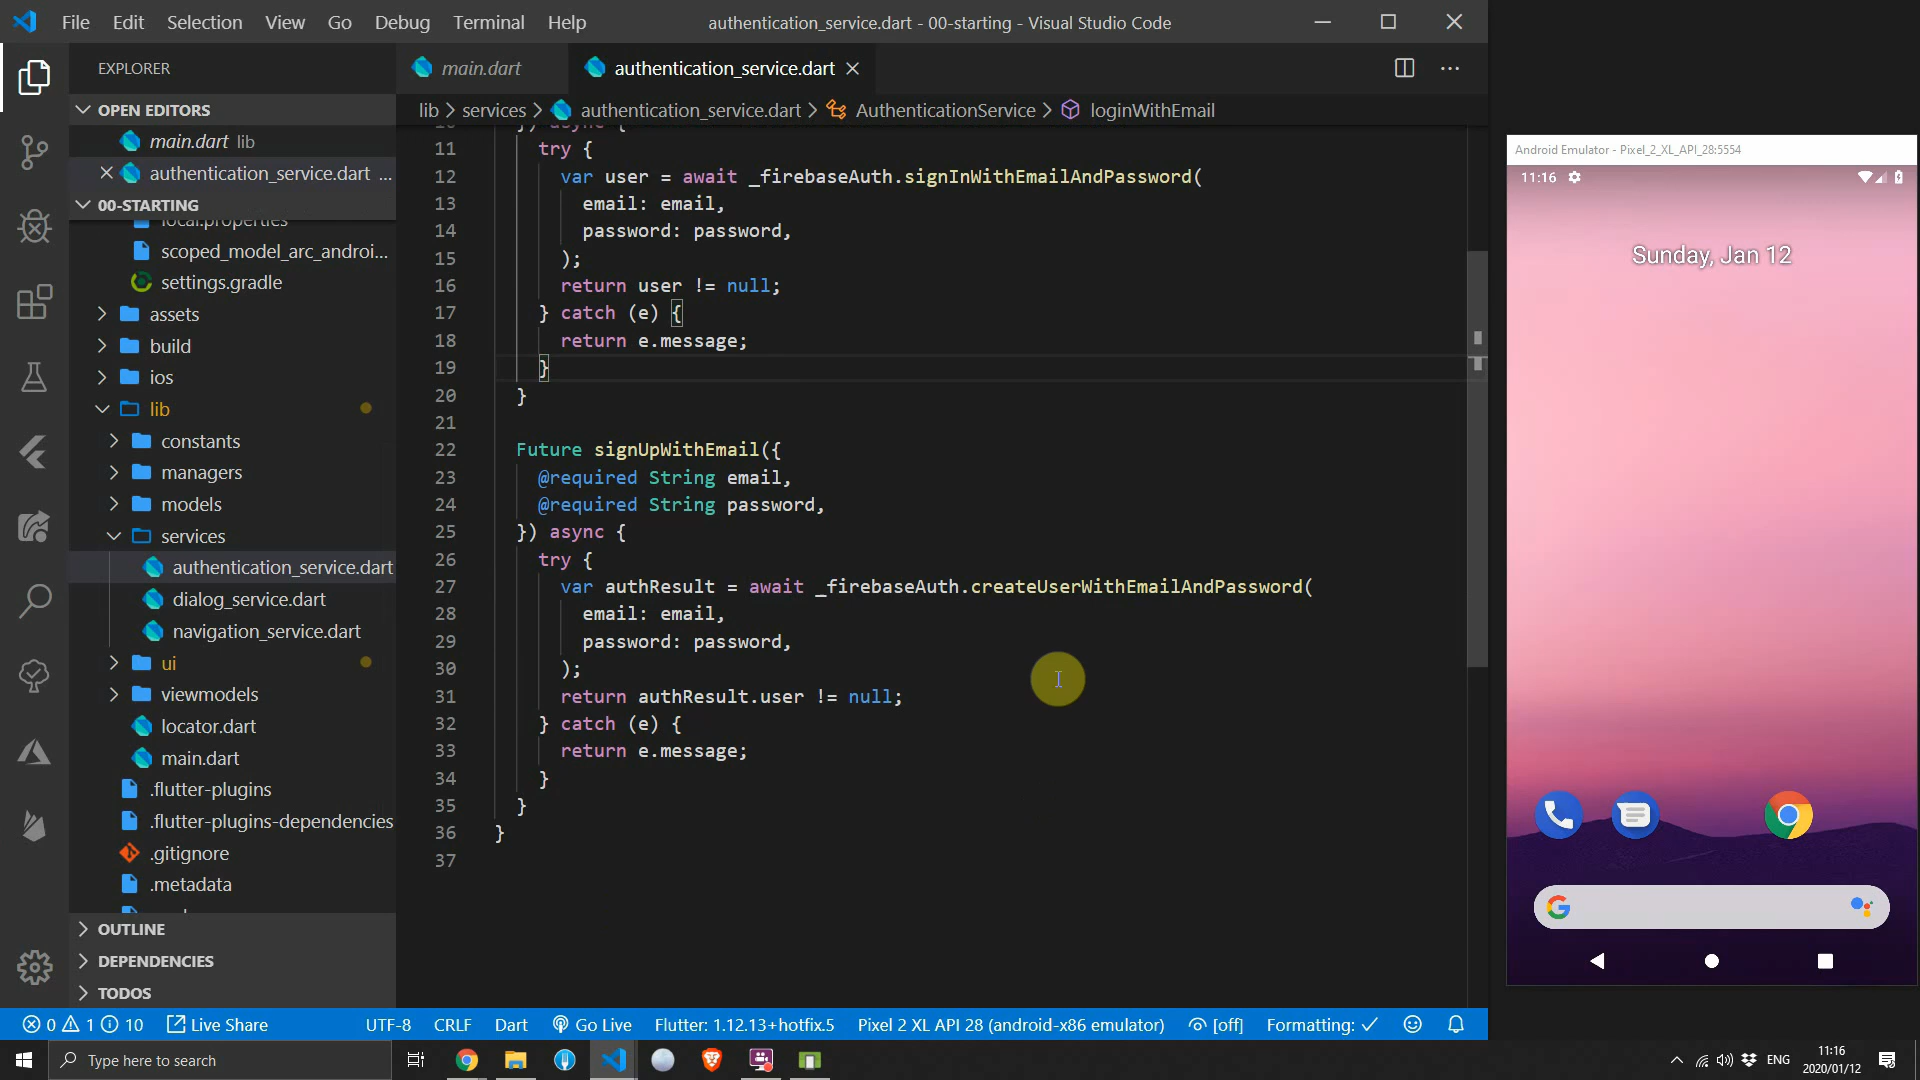 File Edit Selection View Go Debug Terminal Help
authentication_service.dart - 00-starting - Visual Studio Code
EXPLORER
OPEN EDITORS
main.dart lib
authentication_service.dart ...
00-STARTING
local.properties
scoped_model_arc_androi...
settings.gradle
assets
build
ios
lib
constants
managers
models
services
authentication_service.dart
dialog_service.dart
navigation_service.dart
ui
viewmodels
locator.dart
main.dart
.flutter-plugins
.flutter-plugins-dependencies
.gitignore
.metadata
OUTLINE
DEPENDENCIES
TODOS
main.dart
authentication_service.dart
lib > services > authentication_service.dart > AuthenticationService > loginWithEmail
10 }) async {
11 try {
12 var user = await _firebaseAuth.signInWithEmailAndPassword(
13 email: email,
14 password: password,
15 );
16 return user != null;
17 } catch (e) {
18 return e.message;
19 }
20 }
21
22 Future signUpWithEmail({
23 @required String email,
24 @required String password,
25 }) async {
26 try {
27 var authResult = await _firebaseAuth.createUserWithEmailAndPassword(
28 email: email,
29 password: password,
30 );
31 return authResult.user != null;
32 } catch (e) {
33 return e.message;
34 }
35 }
36 }
37
Android Emulator - Pixel_2_XL_API_28:5554
11:16
Sunday, Jan 12
0 1 10 Live Share UTF-8 CRLF Dart Go Live Flutter: 1.12.13+hotfix.5 Pixel 2 XL API 28 (android-x86 emulator) [off] Formatting: ✓
Type here to search
ENG
11:16
2020/01/12